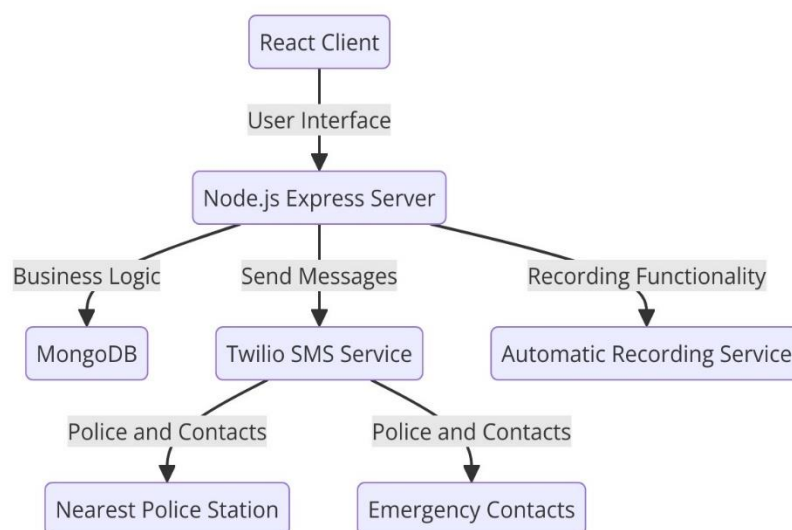 React Client
User Interface
Node.js Express Server
Business Logic
Send Messages
Recording Functionality
MongoDB
Twilio SMS Service
Automatic Recording Service
Police and Contacts
Police and Contacts
Nearest Police Station
Emergency Contacts